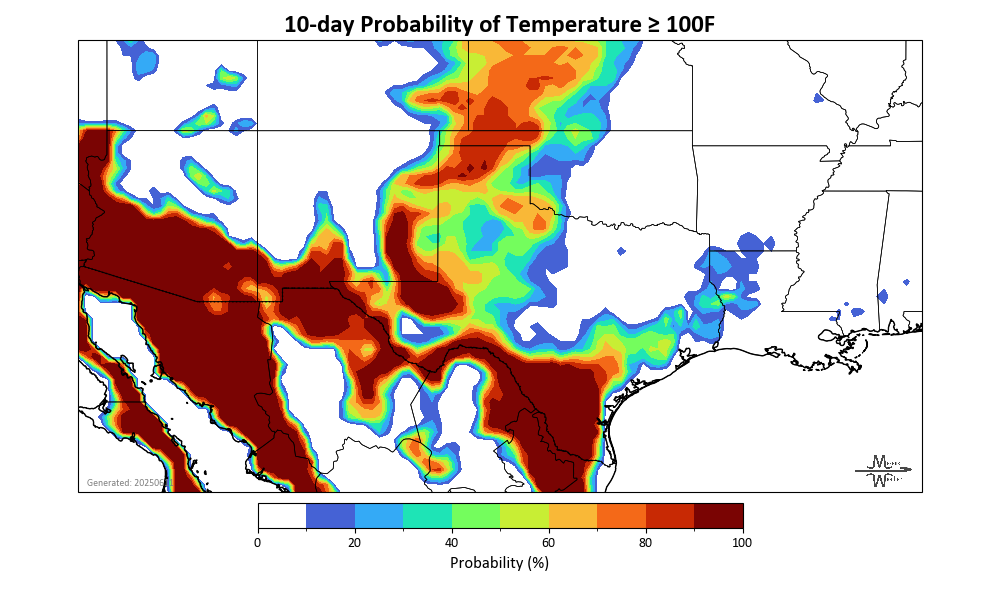 10-day Probability of Temperature ≥ 100F
Generated: 202506
0 20 40 60 80 100
Probability (%)